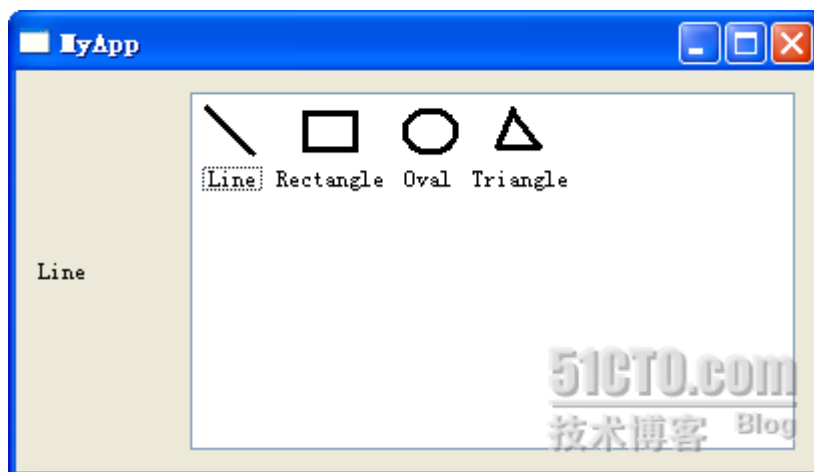 MyApp
Line Rectangle Oval Triangle
Line
51CTO.com
技术博客 Blog